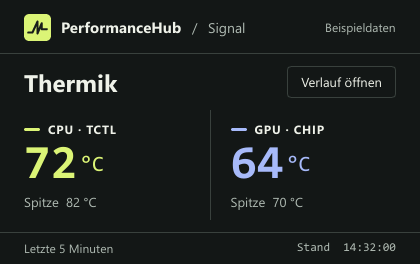 PerformanceHub / Signal
Beispieldaten
Thermik
Verlauf öffnen
CPU · TCTL
72 °C
Spitze 82 °C
GPU · CHIP
64 °C
Spitze 70 °C
Letzte 5 Minuten
Stand 14:32:00